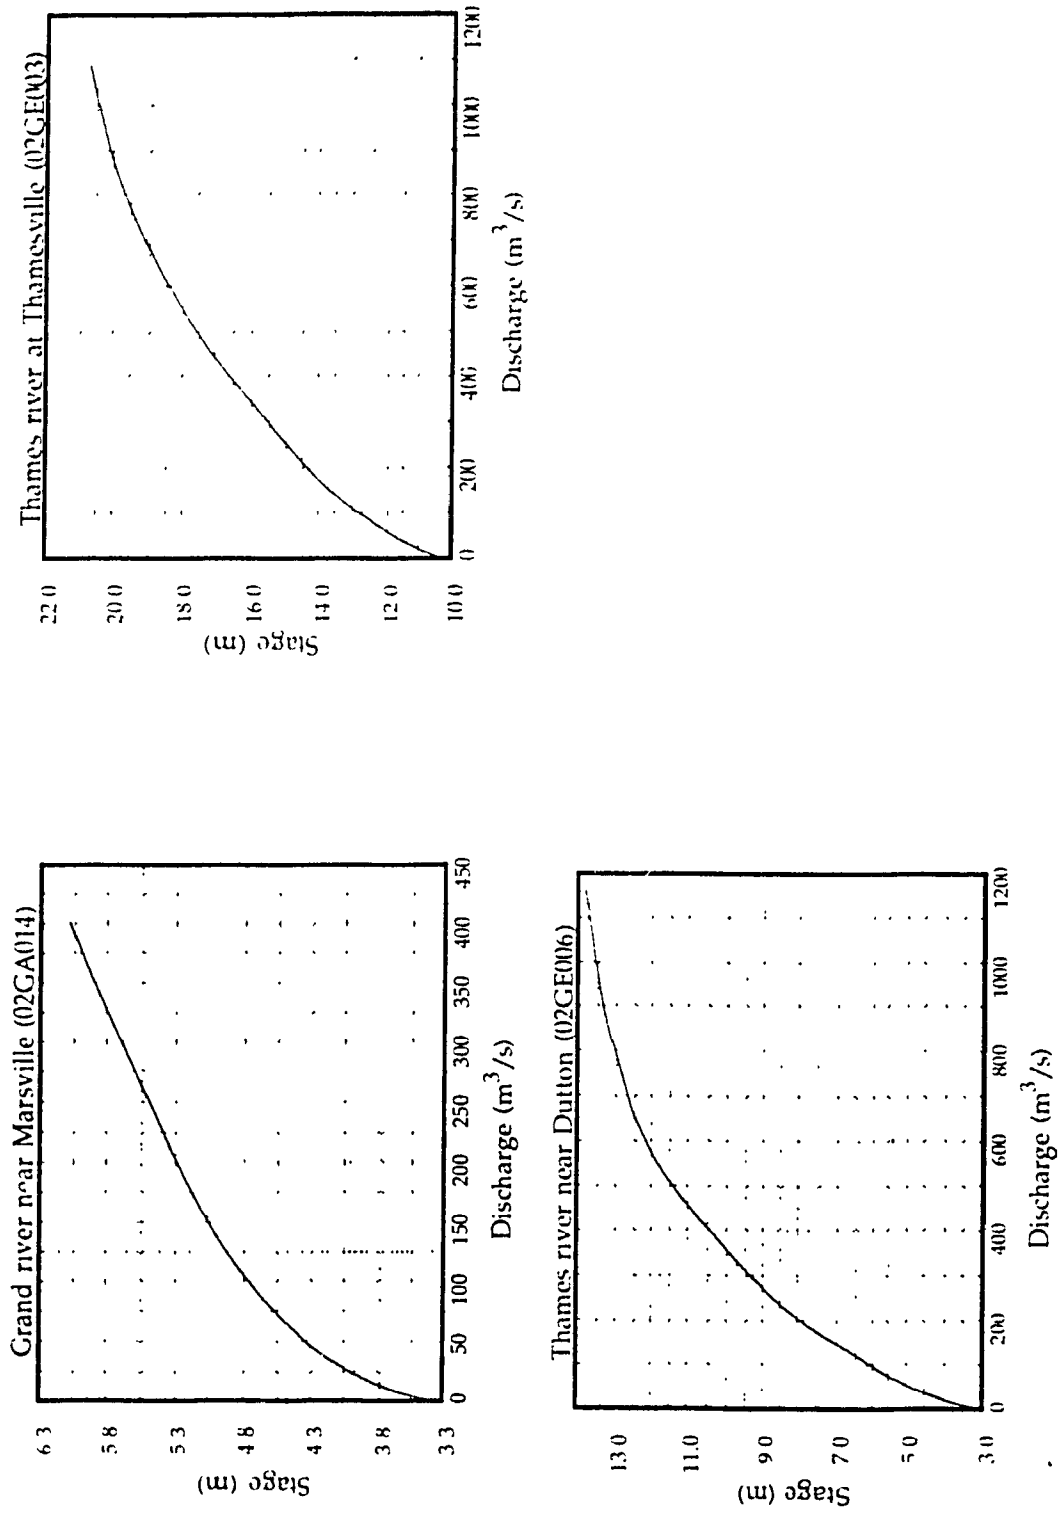 Grand river near Marsville (02GA014)
6 3
5 8
5 3
4 8
4 3
3 8
3 3
Stage (m)
0 50 100 150 200 250 300 350 400 450
Discharge (m³/s)
Thames river at Thamesville (02GE003)
22 0
20 0
18 0
16 0
14 0
12 0
10 0
Stage (m)
0 200 400 600 800 1000 1200
Discharge (m³/s)
Thames river near Dutton (02GE006)
13 0
11.0
9 0
7 0
5 0
3 0
Stage (m)
0 200 400 600 800 1000 1200
Discharge (m³/s)